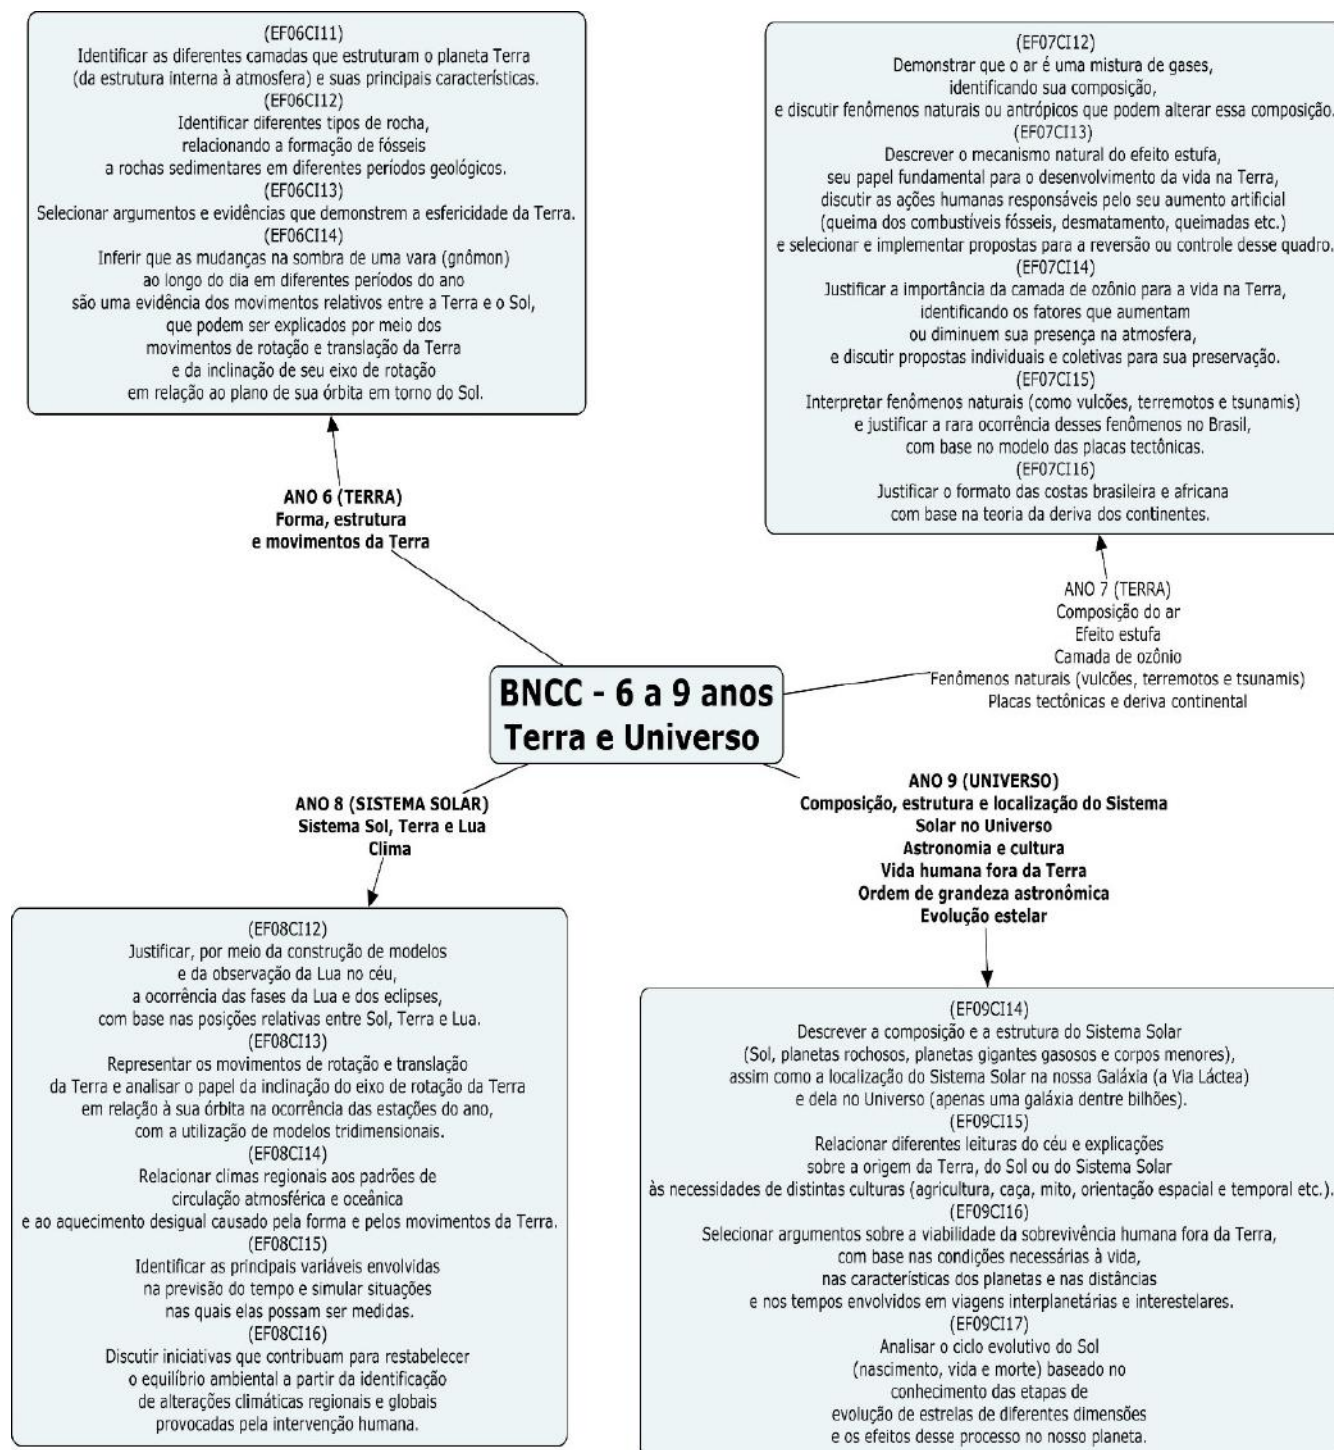 (EF06CI11)
Identificar as diferentes camadas que estruturam o planeta Terra
(da estrutura interna à atmosfera) e suas principais características.
(EF06CI12)
Identificar diferentes tipos de rocha,
relacionando a formação de fósseis
a rochas sedimentares em diferentes períodos geológicos.
(EF06CI13)
Selecionar argumentos e evidências que demonstrem a esfericidade da Terra.
(EF06CI14)
Inferir que as mudanças na sombra de uma vara (gnômon)
ao longo do dia em diferentes períodos do ano
são uma evidência dos movimentos relativos entre a Terra e o Sol,
que podem ser explicados por meio dos
movimentos de rotação e translação da Terra
e da inclinação de seu eixo de rotação
em relação ao plano de sua órbita em torno do Sol.
(EF07CI12)
Demonstrar que o ar é uma mistura de gases,
identificando sua composição,
e discutir fenômenos naturais ou antrópicos que podem alterar essa composição.
(EF07CI13)
Descrever o mecanismo natural do efeito estufa,
seu papel fundamental para o desenvolvimento da vida na Terra,
discutir as ações humanas responsáveis pelo seu aumento artificial
(queima dos combustíveis fósseis, desmatamento, queimadas etc.)
e selecionar e implementar propostas para a reversão ou controle desse quadro.
(EF07CI14)
Justificar a importância da camada de ozônio para a vida na Terra,
identificando os fatores que aumentam
ou diminuem sua presença na atmosfera,
e discutir propostas individuais e coletivas para sua preservação.
(EF07CI15)
Interpretar fenômenos naturais (como vulcões, terremotos e tsunamis)
e justificar a rara ocorrência desses fenômenos no Brasil,
com base no modelo das placas tectônicas.
(EF07CI16)
Justificar o formato das costas brasileira e africana
com base na teoria da deriva dos continentes.
ANO 6 (TERRA)
Forma, estrutura
e movimentos da Terra
ANO 7 (TERRA)
Composição do ar
Efeito estufa
Camada de ozônio
Fenômenos naturais (vulcões, terremotos e tsunamis)
Placas tectônicas e deriva continental
BNCC - 6 a 9 anos
Terra e Universo
ANO 8 (SISTEMA SOLAR)
Sistema Sol, Terra e Lua
Clima
ANO 9 (UNIVERSO)
Composição, estrutura e localização do Sistema
Solar no Universo
Astronomia e cultura
Vida humana fora da Terra
Ordem de grandeza astronômica
Evolução estelar
(EF08CI12)
Justificar, por meio da construção de modelos
e da observação da Lua no céu,
a ocorrência das fases da Lua e dos eclipses,
com base nas posições relativas entre Sol, Terra e Lua.
(EF08CI13)
Representar os movimentos de rotação e translação
da Terra e analisar o papel da inclinação do eixo de rotação da Terra
em relação à sua órbita na ocorrência das estações do ano,
com a utilização de modelos tridimensionais.
(EF08CI14)
Relacionar climas regionais aos padrões de
circulação atmosférica e oceânica
e ao aquecimento desigual causado pela forma e pelos movimentos da Terra.
(EF08CI15)
Identificar as principais variáveis envolvidas
na previsão do tempo e simular situações
nas quais elas possam ser medidas.
(EF08CI16)
Discutir iniciativas que contribuam para restabelecer
o equilíbrio ambiental a partir da identificação
de alterações climáticas regionais e globais
provocadas pela intervenção humana.
(EF09CI14)
Descrever a composição e a estrutura do Sistema Solar
(Sol, planetas rochosos, planetas gigantes gasosos e corpos menores),
assim como a localização do Sistema Solar na nossa Galáxia (a Via Láctea)
e dela no Universo (apenas uma galáxia dentre bilhões).
(EF09CI15)
Relacionar diferentes leituras do céu e explicações
sobre a origem da Terra, do Sol ou do Sistema Solar
às necessidades de distintas culturas (agricultura, caça, mito, orientação espacial e temporal etc.).
(EF09CI16)
Selecionar argumentos sobre a viabilidade da sobrevivência humana fora da Terra,
com base nas condições necessárias à vida,
nas características dos planetas e nas distâncias
e nos tempos envolvidos em viagens interplanetárias e interestelares.
(EF09CI17)
Analisar o ciclo evolutivo do Sol
(nascimento, vida e morte) baseado no
conhecimento das etapas de
evolução de estrelas de diferentes dimensões
e os efeitos desse processo no nosso planeta.